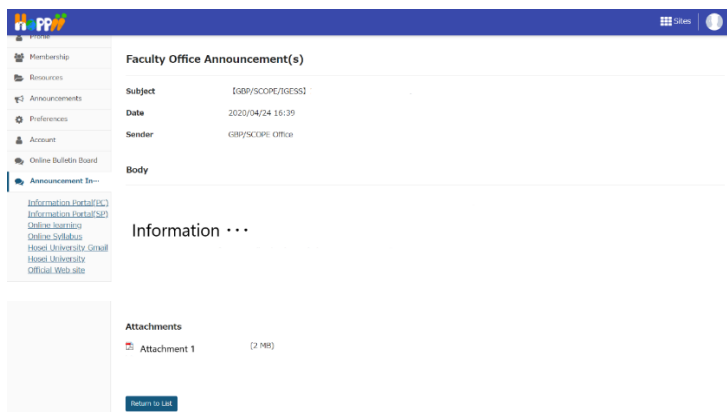 Hoppii
Sites
Profile
Membership
Resources
Announcements
Preferences
Account
Online Bulletin Board
Announcement In…
Information Portal(PC)
Information Portal(SP)
Online learning
Online Syllabus
Hosei University Gmail
Hosei University
Official Web site
Faculty Office Announcement(s)
Subject 【GBP/SCOPE/IGESS】
Date 2020/04/24 16:39
Sender GBP/SCOPE Office
Body
Information ・・・
Attachments
Attachment 1 [2 MB]
Return to List